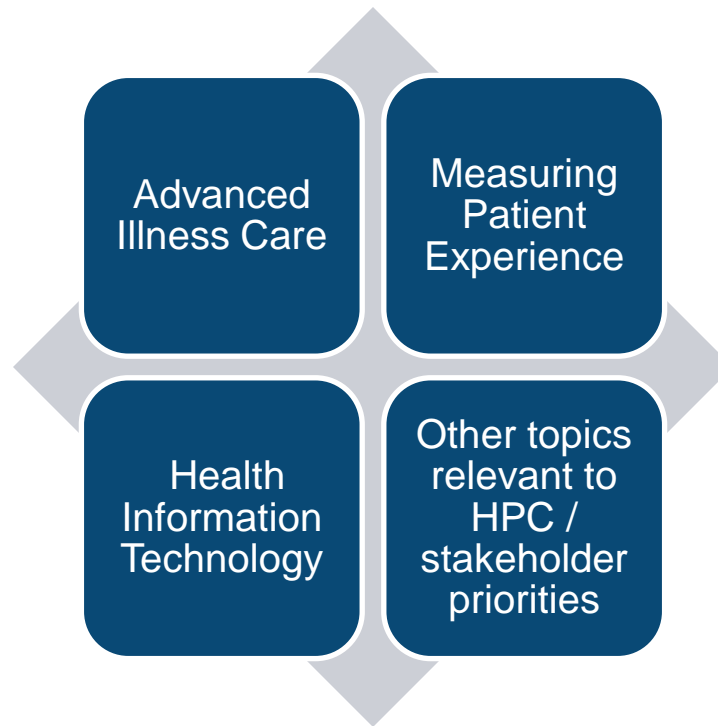 Advanced
Illness Care
Measuring
Patient
Experience
Health
Information
Technology
Other topics
relevant to
HPC /
stakeholder
priorities